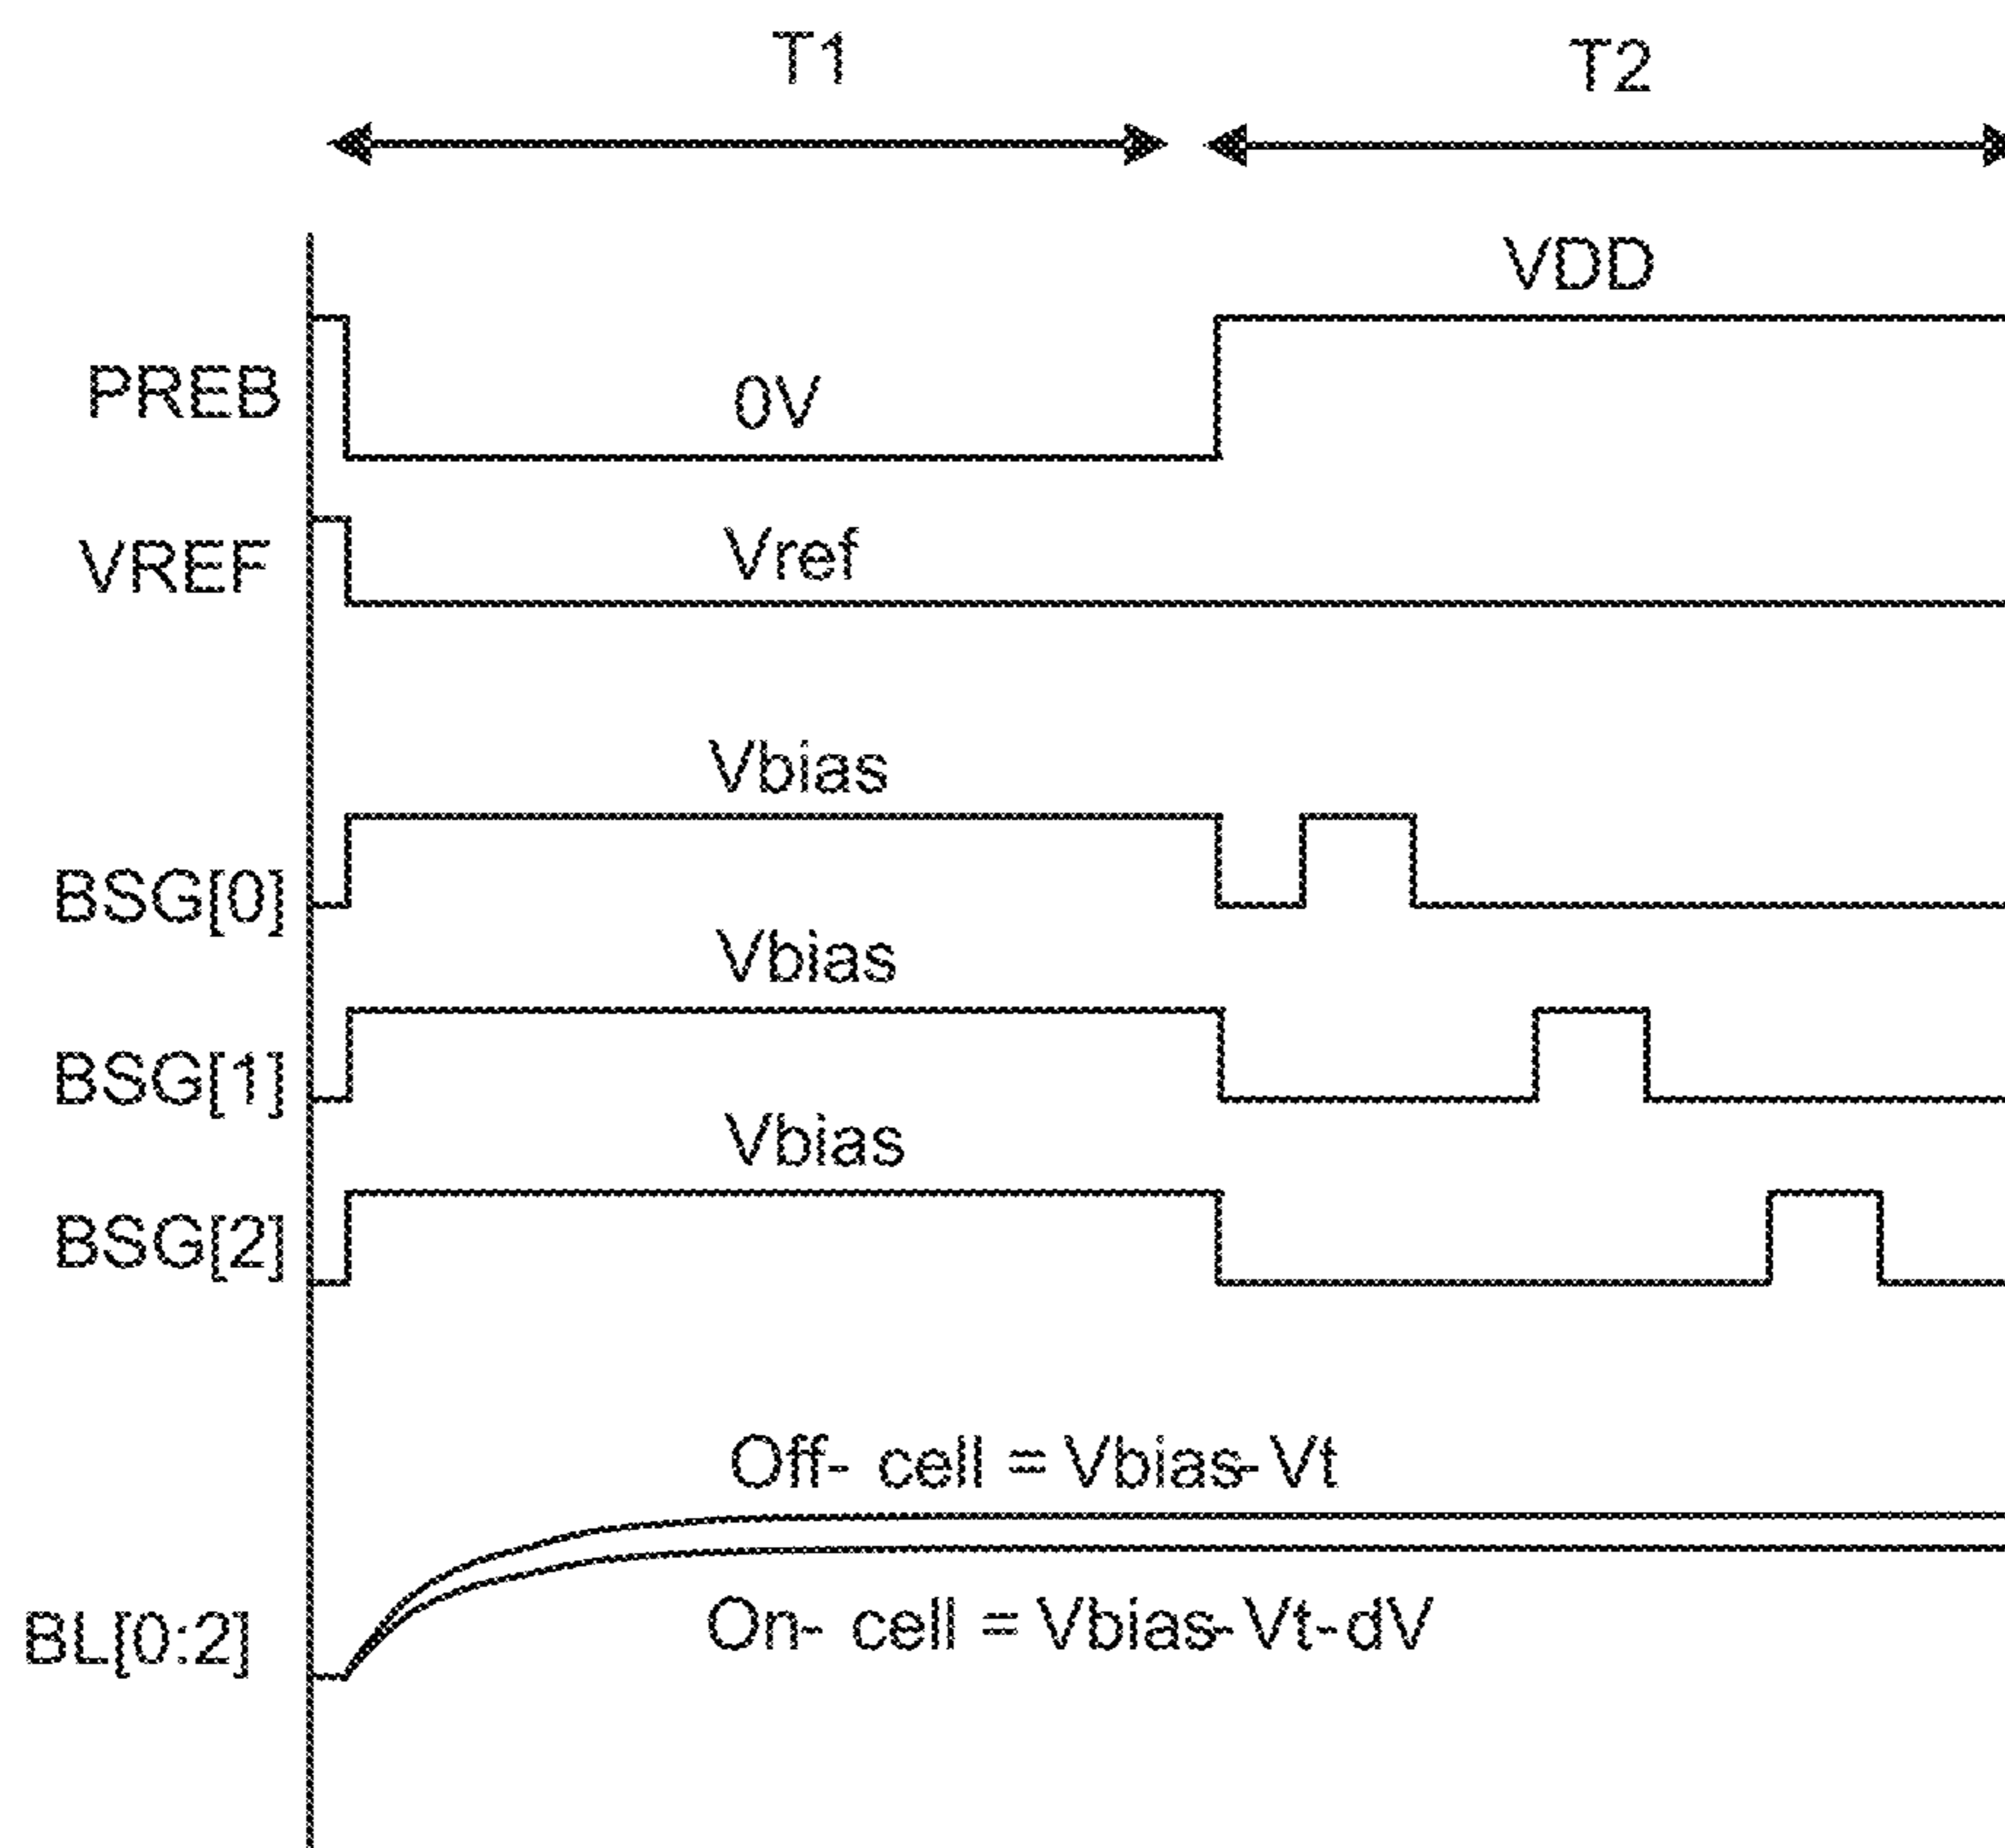 T1 T2
VDD
PREB 0V
VREF Vref
Vbias
BSG[0]
Vbias
BSG[1]
Vbias
BSG[2]
Off- cell = Vbias-Vt
BL[0:2] On- cell = Vbias-Vt-dV